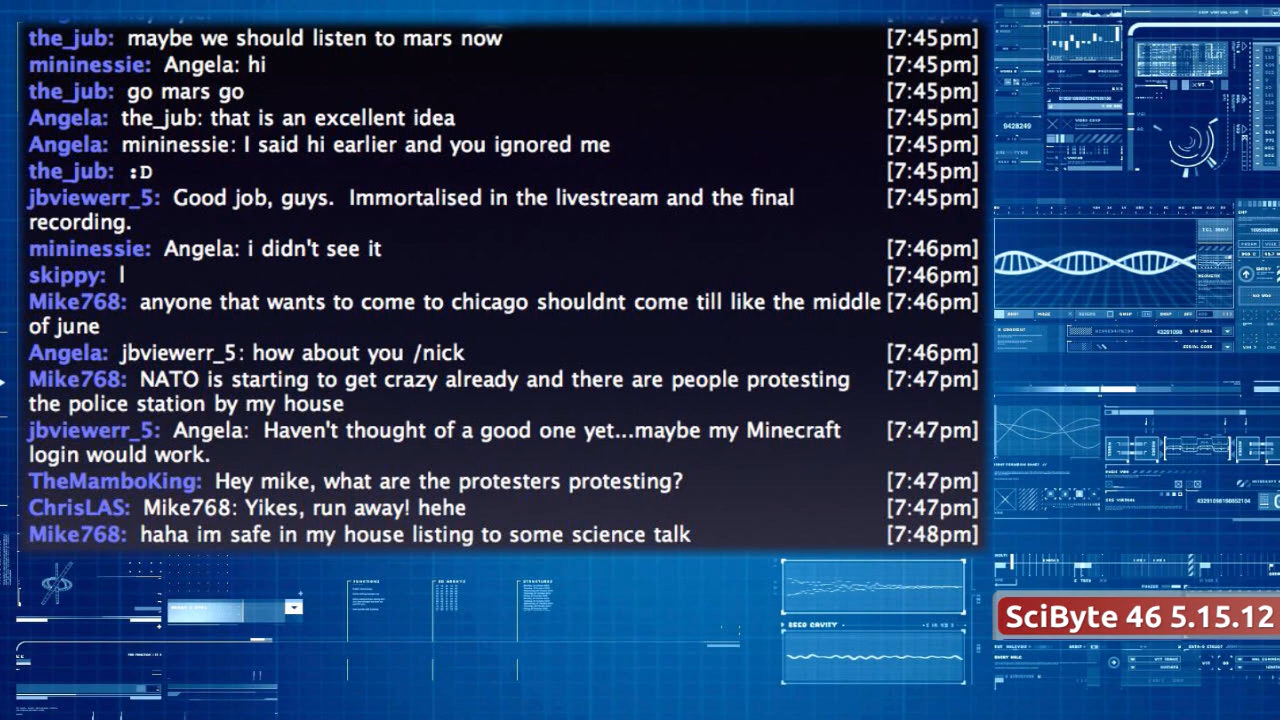 the_jub: maybe we should listen to mars now [7:45pm]
mininessie: Angela: hi [7:45pm]
the_jub: go mars go [7:45pm]
Angela: the_jub: that is an excellent idea [7:45pm]
Angela: mininessie: I said hi earlier and you ignored me [7:45pm]
the_jub: :D [7:45pm]
jbviewerr_5: Good job, guys. Immortalised in the livestream and the final [7:45pm]
recording.
mininessie: Angela: i didn't see it [7:46pm]
skippy: l [7:46pm]
Mike768: anyone that wants to come to chicago shouldnt come till like the middle [7:46pm]
of june
Angela: jbviewerr_5: how about you /nick [7:46pm]
Mike768: NATO is starting to get crazy already and there are people protesting [7:47pm]
the police station by my house
jbviewerr_5: Angela: Haven't thought of a good one yet...maybe my Minecraft [7:47pm]
login would work.
TheMamboKing: Hey mike, what are the protesters protesting? [7:47pm]
ChrisLAS: Mike768: Yikes, run away! hehe [7:47pm]
Mike768: haha im safe in my house listing to some science talk [7:48pm]
9428249
SciByte 46 5.15.12